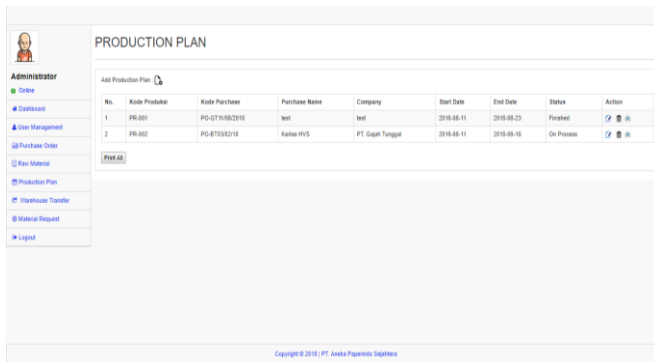 PRODUCTION PLAN
Administrator
Online
Dashboard
User Management
Purchase Order
Raw Material
Production Plan
Warehouse Transfer
Material Request
Logout
Add Production Plan :
No. Kode Produksi Kode Purchase Purchase Name Company Start Date End Date Status Action
1 PR-001 PO-GT11/08/2018 test test 2018-08-11 2018-08-23 Finished
2 PR-002 PO-BT03/02/18 Kertas HVS PT. Gajah Tunggal 2018-08-11 2018-08-18 On Process
Print All
Copyright © 2018 | PT. Aneka Paperindo Sejahtera